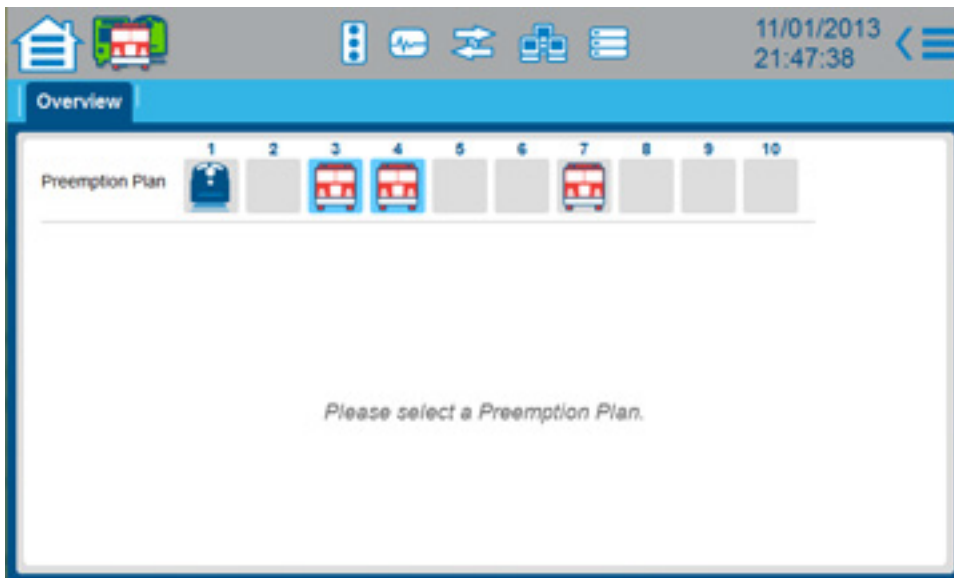 11/01/2013
21:47:38
Overview
1 2 3 4 5 6 7 8 9 10
Preemption Plan
Please select a Preemption Plan.